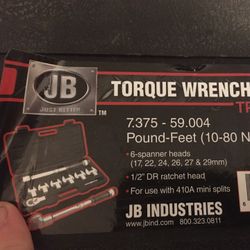 JB
JUST BETTER
TM
TORQUE WRENCH
7.375 - 59.004
Pound-Feet (10-80 N
•6-spanner heads
(17, 22, 24, 26, 27 & 29mm)
•1/2" DR ratchet head
•For use with 410A mini splits
JB INDUSTRIES
www.jbind.com 800.323.0811